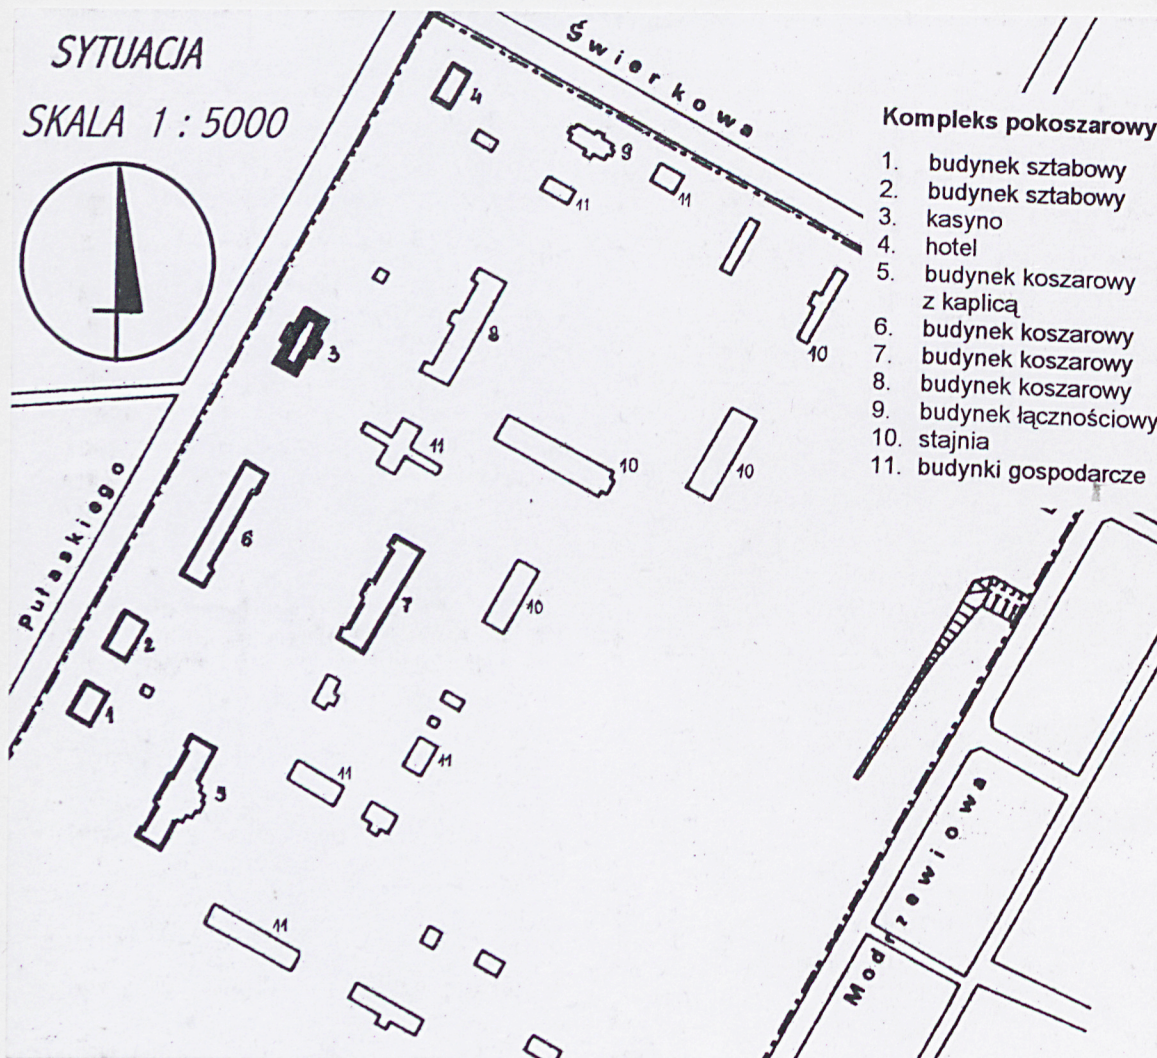 SYTUACJA
SKALA 1 : 5000
Świerkowa
Kompleks pokoszarowy
1. budynek sztabowy
2. budynek sztabowy
3. kasyno
4. hotel
5. budynek koszarowy
z kaplicą
6. budynek koszarowy
7. budynek koszarowy
8. budynek koszarowy
9. budynek łącznościowy
10. stajnia
11. budynki gospodarcze
4
9
11
11
3
8
10
11
10
10
6
7
10
2
1
11
11
5
11
Pułaskiego
Modrzewiowa